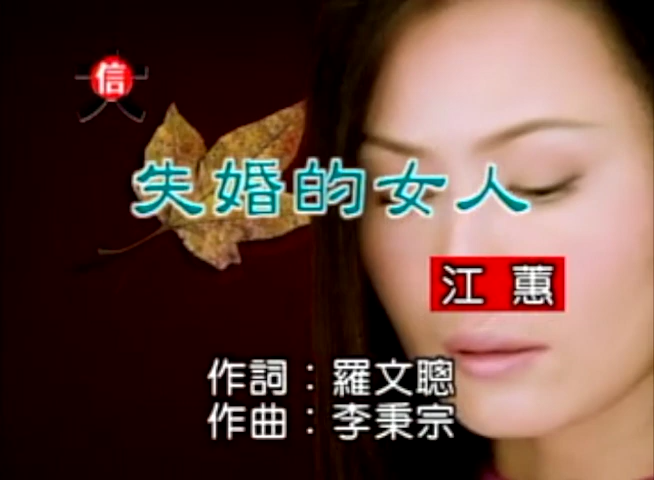 信
失婚的女人
江蕙
作詞：羅文聰
作曲：李秉宗